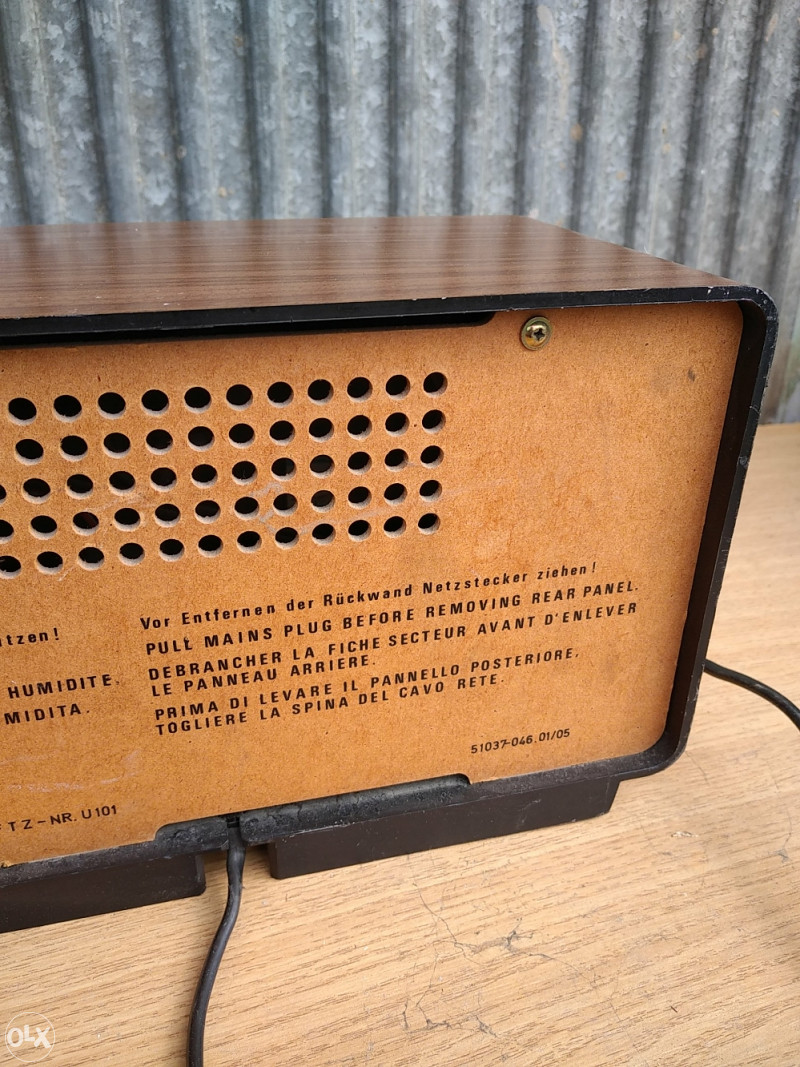 Vor Entfernen der Rückwand Netzstecker ziehen!
PULL MAINS PLUG BEFORE REMOVING REAR PANEL.
DEBRANCHER LA FICHE SECTEUR AVANT D'ENLEVER
LE PANNEAU ARRIERE.
PRIMA DI LEVARE IL PANNELLO POSTERIORE,
TOGLIERE LA SPINA DEL CAVO RETE.
tzen!
HUMIDITE.
MIDITA.
51037-046.01/05
TZ-NR. U101
OLX